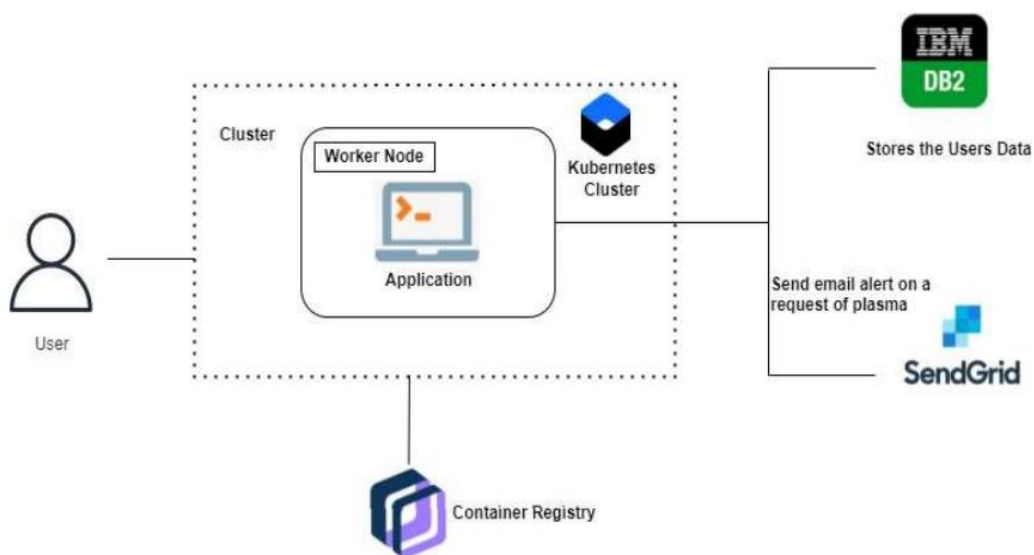 IBM
DB2
Stores the Users Data
Cluster
Worker Node
Kubernetes
Cluster
Application
User
Send email alert on a
request of plasma
SendGrid
Container Registry